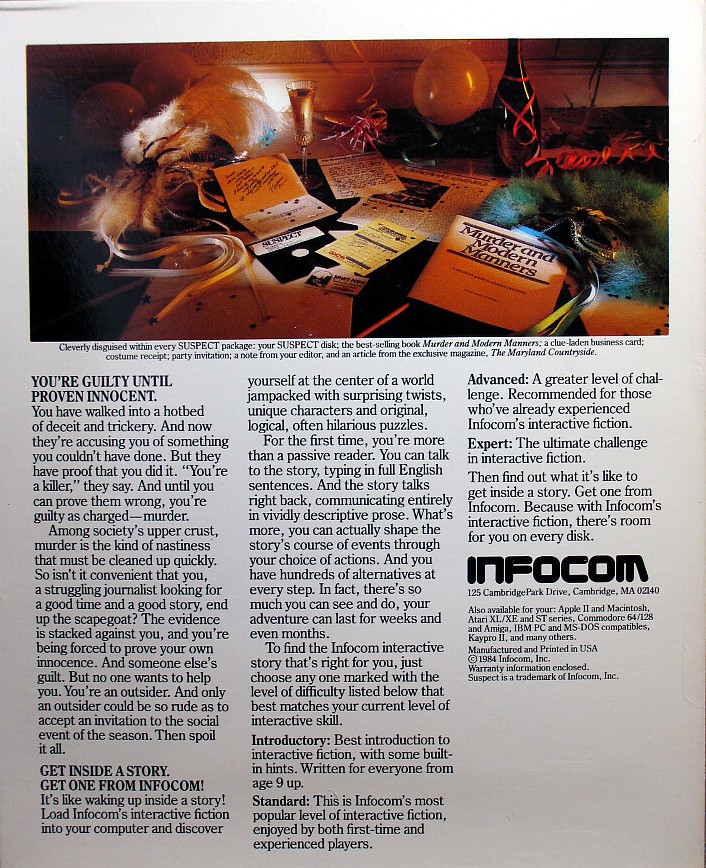 SUSPECT
Murder and
Modern
Manners
Cleverly disguised within every SUSPECT package: your SUSPECT disk; the best-selling book Murder and Modern Manners; a clue-laden business card;
costume receipt; party invitation; a note from your editor, and an article from the exclusive magazine, The Maryland Countryside.
YOU'RE GUILTY UNTIL
PROVEN INNOCENT.
You have walked into a hotbed
of deceit and trickery. And now
they're accusing you of something
you couldn't have done. But they
have proof that you did it. “You're
a killer,” they say. And until you
can prove them wrong, you're
guilty as charged—murder.
Among society's upper crust,
murder is the kind of nastiness
that must be cleaned up quickly.
So isn't it convenient that you,
a struggling journalist looking for
a good time and a good story, end
up the scapegoat? The evidence
is stacked against you, and you're
being forced to prove your own
innocence. And someone else's
guilt. But no one wants to help
you. You're an outsider. And only
an outsider could be so rude as to
accept an invitation to the social
event of the season. Then spoil
it all.
GET INSIDE A STORY.
GET ONE FROM INFOCOM!
It's like waking up inside a story!
Load Infocom's interactive fiction
into your computer and discover
yourself at the center of a world
jampacked with surprising twists,
unique characters and original,
logical, often hilarious puzzles.
For the first time, you're more
than a passive reader. You can talk
to the story, typing in full English
sentences. And the story talks
right back, communicating entirely
in vividly descriptive prose. What's
more, you can actually shape the
story's course of events through
your choice of actions. And you
have hundreds of alternatives at
every step. In fact, there's so
much you can see and do, your
adventure can last for weeks and
even months.
To find the Infocom interactive
story that's right for you, just
choose any one marked with the
level of difficulty listed below that
best matches your current level of
interactive skill.
Introductory: Best introduction to
interactive fiction, with some built-
in hints. Written for everyone from
age 9 up.
Standard: This is Infocom's most
popular level of interactive fiction,
enjoyed by both first-time and
experienced players.
Advanced: A greater level of chal-
lenge. Recommended for those
who've already experienced
Infocom's interactive fiction.
Expert: The ultimate challenge
in interactive fiction.
Then find out what it's like to
get inside a story. Get one from
Infocom. Because with Infocom's
interactive fiction, there's room
for you on every disk.
INFOCOM
125 CambridgePark Drive, Cambridge, MA 02140
Also available for your: Apple II and Macintosh,
Atari XL/XE and ST series, Commodore 64/128
and Amiga, IBM PC and MS-DOS compatibles,
Kaypro II, and many others.
Manufactured and Printed in USA
©1984 Infocom, Inc.
Warranty information enclosed.
Suspect is a trademark of Infocom, Inc.